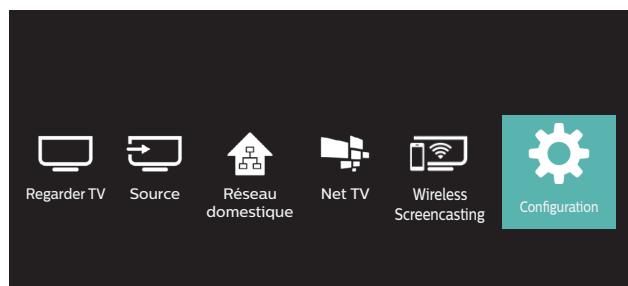 Regarder TV
Source
Réseau
domestique
Net TV
Wireless
Screencasting
Configuration